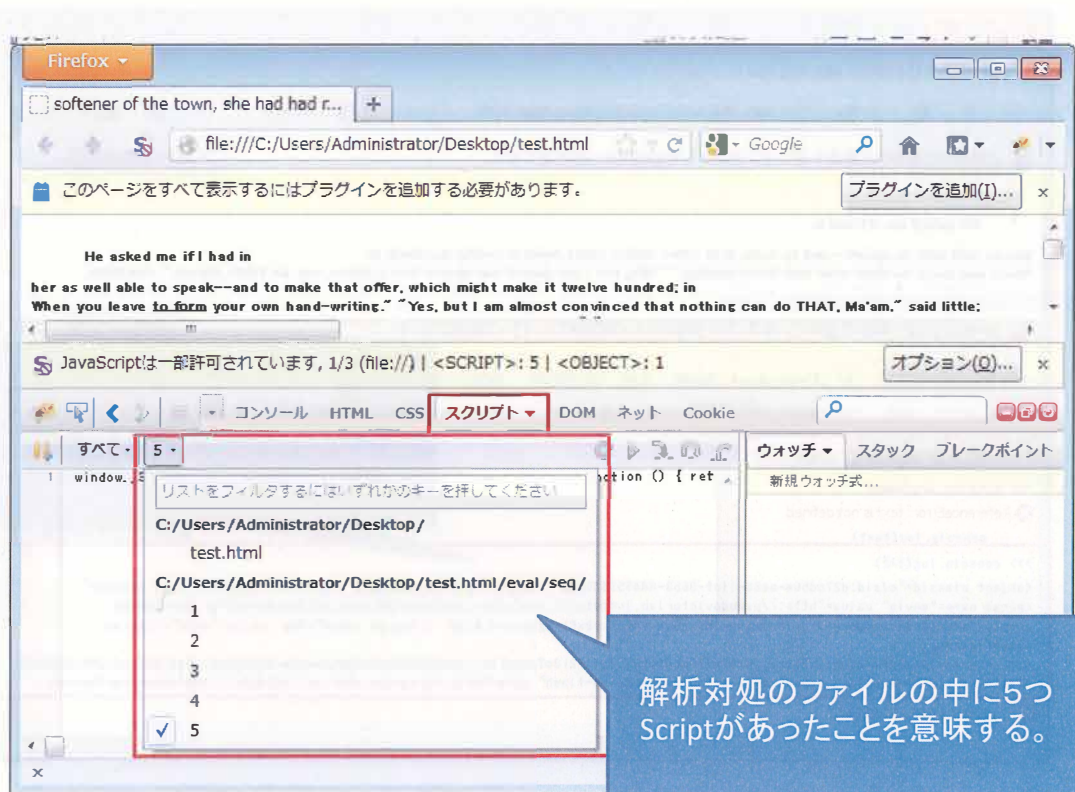 Firefox
softener of the town, she had had r...
file:///C:/Users/Administrator/Desktop/test.html
Google
このページをすべて表示するにはプラグインを追加する必要があります。
プラグインを追加(I)...
He asked me if I had in
her as well able to speak--and to make that offer, which might make it twelve hundred; in
When you leave to form your own hand-writing." "Yes, but I am almost convinced that nothing can do THAT, Ma'am," said little;
JavaScriptは一部許可されています, 1/3 (file://) | <SCRIPT>: 5 | <OBJECT>: 1
オプション(O)...
コンソール HTML CSS スクリプト DOM ネット Cookie
すべて 5
ウォッチ スタック ブレークポイント
1 window. ction () { ret
新規ウォッチ式...
リストをフィルタするにはいずれかのキーを押してください
C:/Users/Administrator/Desktop/
test.html
C:/Users/Administrator/Desktop/test.html/eval/seq/
1
2
3
4
5
解析対処のファイルの中に5つ
Scriptがあったことを意味する。